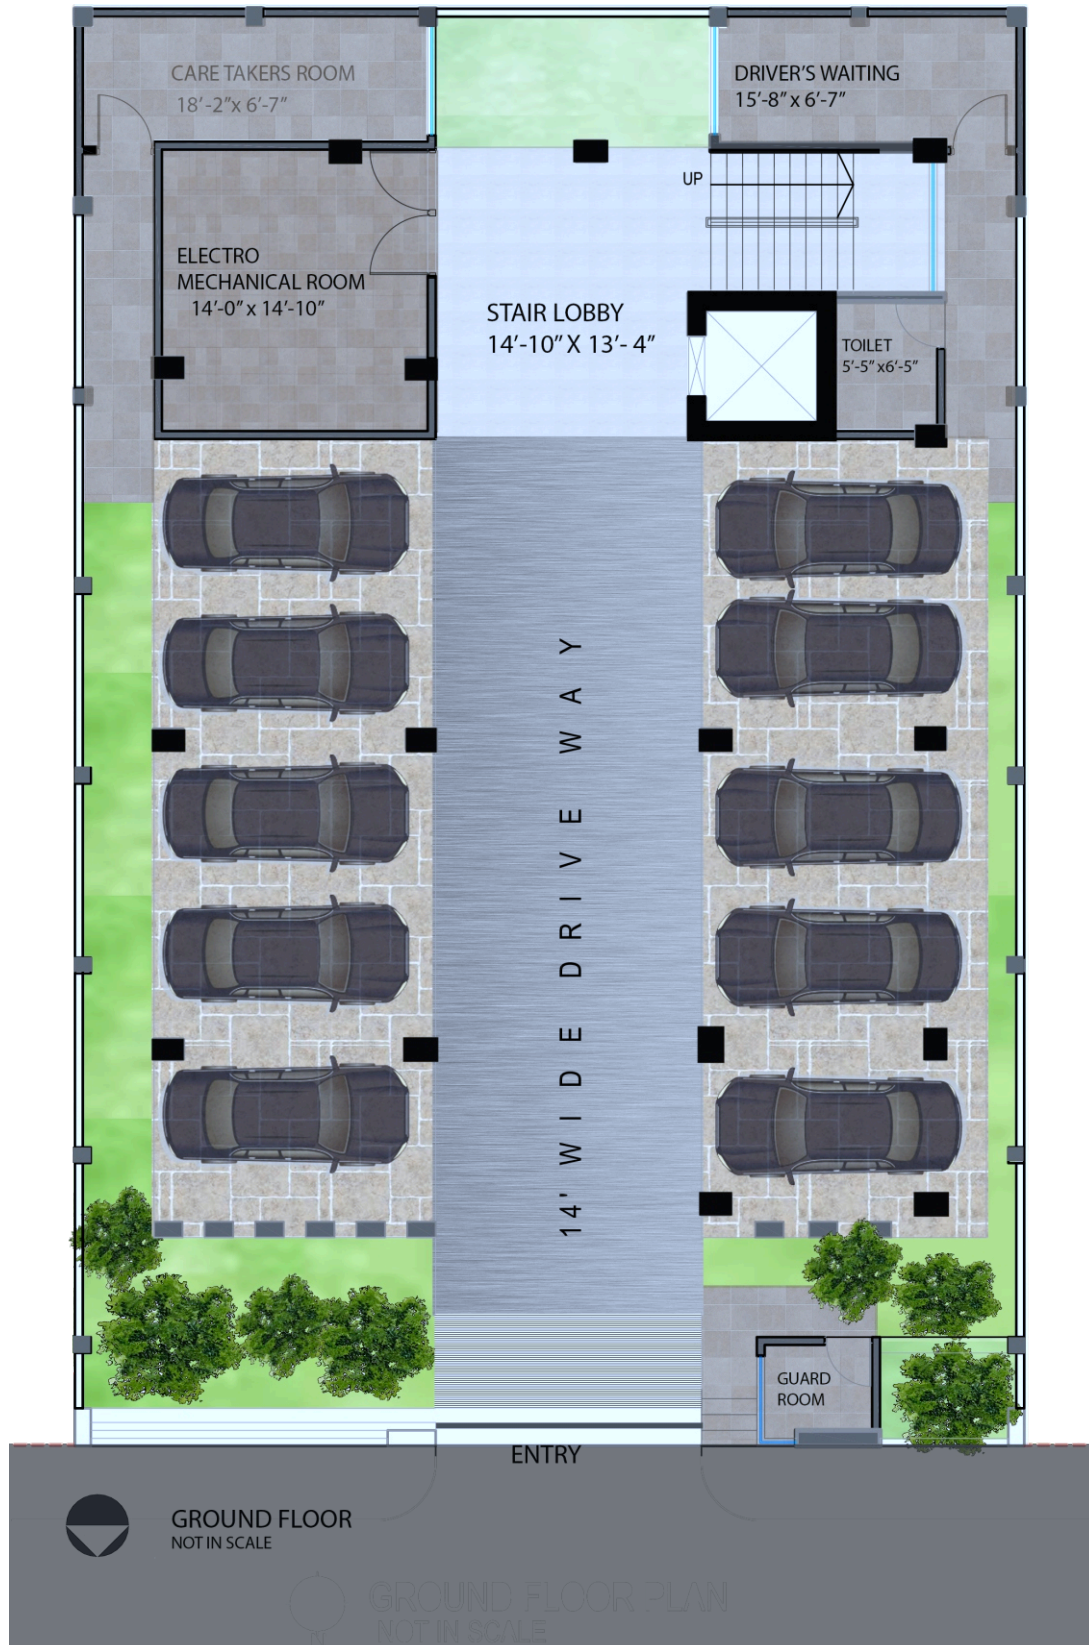 CARE TAKERS ROOM
18'-2"x 6'-7"
DRIVER'S WAITING
15'-8" x 6'-7"
UP
ELECTRO
MECHANICAL ROOM
14'-0" x 14'-10"
STAIR LOBBY
14'-10" X 13'- 4"
TOILET
5'-5" x6'-5"
14' WIDE DRIVE WAY
GUARD
ROOM
ENTRY
GROUND FLOOR
NOT IN SCALE
GROUND FLOOR PLAN
NOT IN SCALE
N